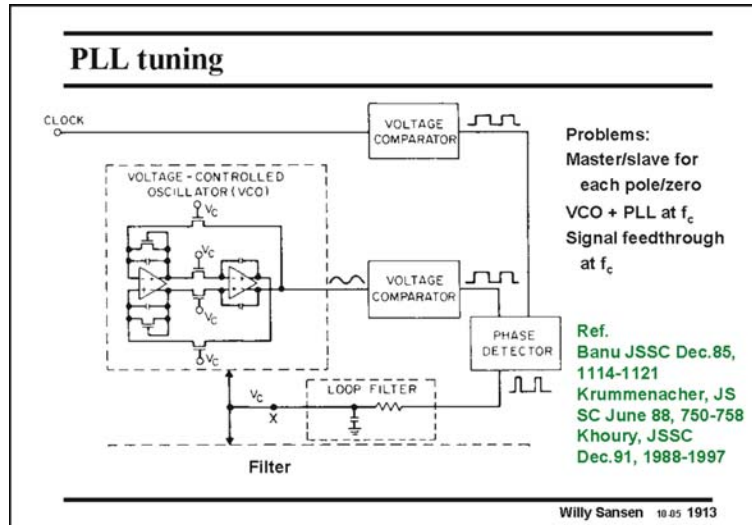 PLL tuning
CLOCK
VOLTAGE
COMPARATOR
VOLTAGE-CONTROLLED
OSCILLATOR (VCO)
VC
VC
VC
VC
VOLTAGE
COMPARATOR
PHASE
DETECTOR
LOOP FILTER
VC
X
Filter
Problems:
Master/slave for
each pole/zero
VCO + PLL at fc
Signal feedthrough
at fc
Ref.
Banu JSSC Dec.85,
1114-1121
Krummenacher, JS
SC June 88, 750-758
Khoury, JSSC
Dec.91, 1988-1997
Willy Sansen 10-05 1913